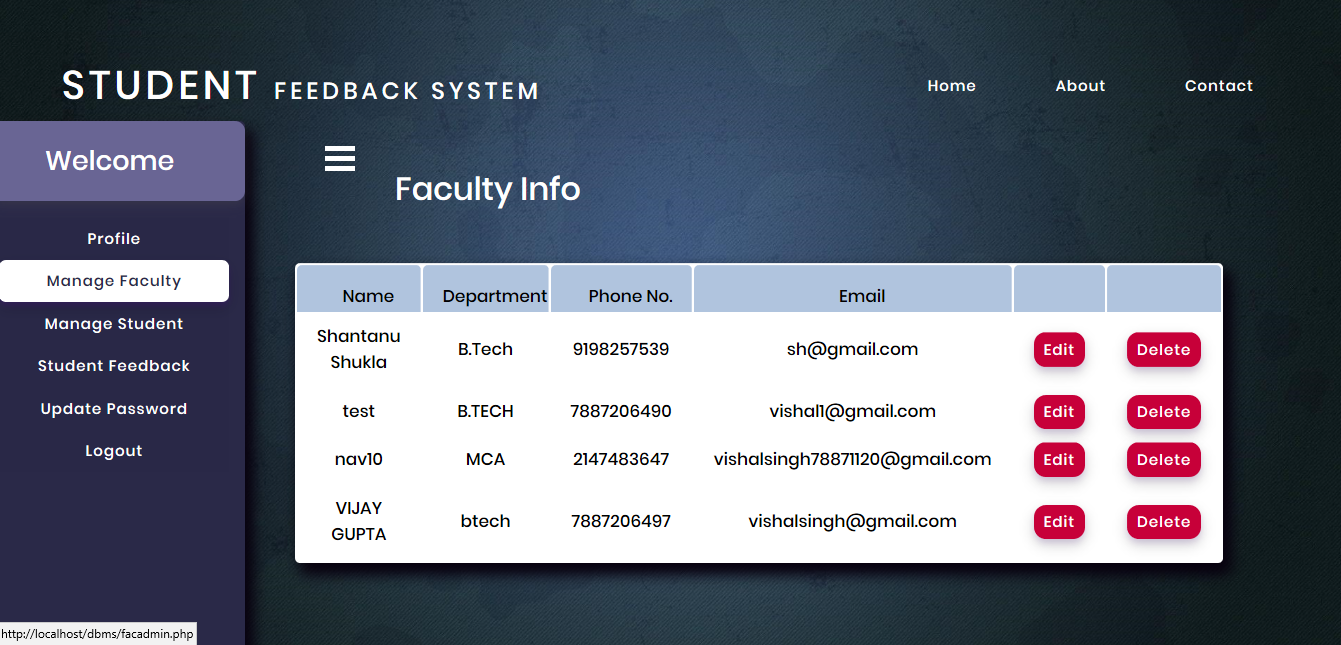 STUDENT FEEDBACK SYSTEM
Home About Contact
Welcome
Profile
Manage Faculty
Manage Student
Student Feedback
Update Password
Logout
Faculty Info
Name Department Phone No. Email
Shantanu
Shukla B.Tech 9198257539 sh@gmail.com Edit Delete
test B.TECH 7887206490 vishal1@gmail.com Edit Delete
nav10 MCA 2147483647 vishalsingh78871120@gmail.com Edit Delete
VIJAY
GUPTA btech 7887206497 vishalsingh@gmail.com Edit Delete
http://localhost/dbms/facadmin.php